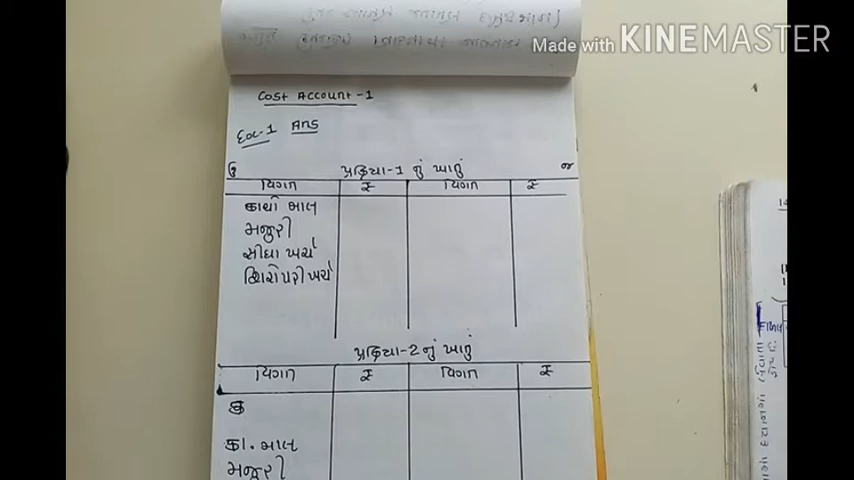 Made with KINEMASTER
Cost Account-1
Ex-1 Ans
ઉ પ્રક્રિયા-1 નું ખાતું જ
વિગત ₹ વિગત ₹
કાચો માલ
મજુરી
સીધા ખર્ચ
શિરોપરી ખર્ચ
પ્રક્રિયા-2 નું ખાતું
વિગત ₹ વિગત ₹
કા. માલ
મજૂરી